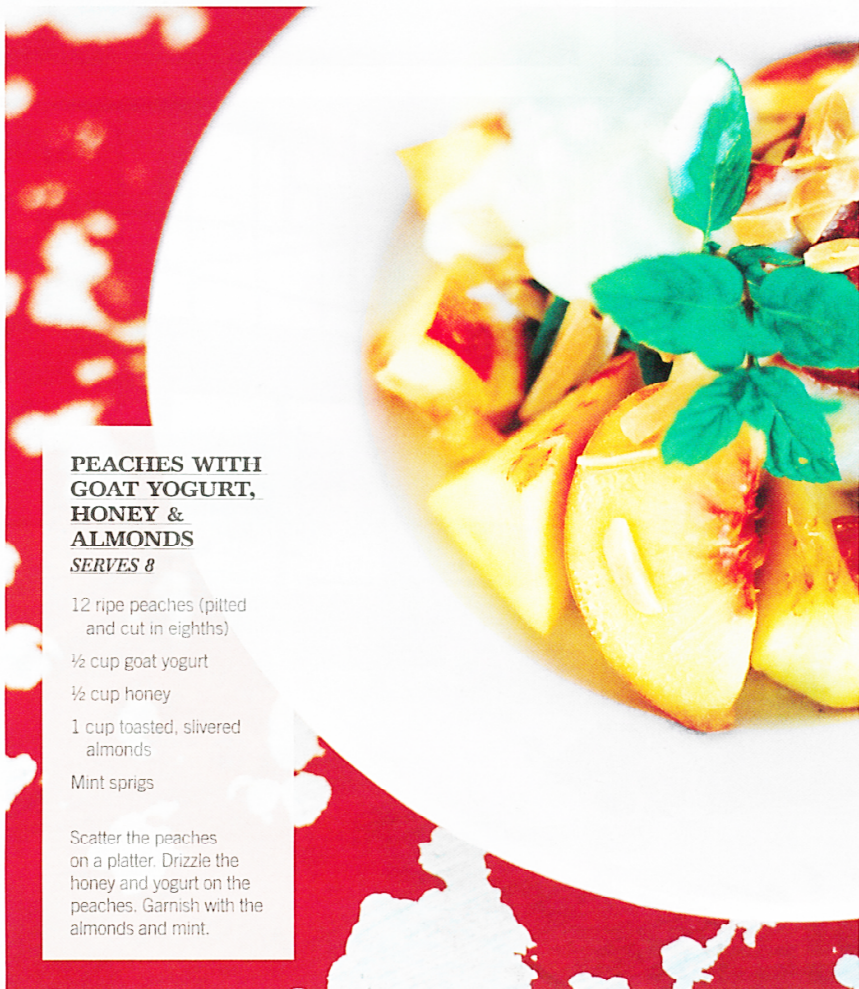 PEACHES WITH
GOAT YOGURT,
HONEY &
ALMONDS
SERVES 8
12 ripe peaches (pitted
and cut in eighths)
½ cup goat yogurt
½ cup honey
1 cup toasted, slivered
almonds
Mint sprigs
Scatter the peaches
on a platter. Drizzle the
honey and yogurt on the
peaches. Garnish with the
almonds and mint.